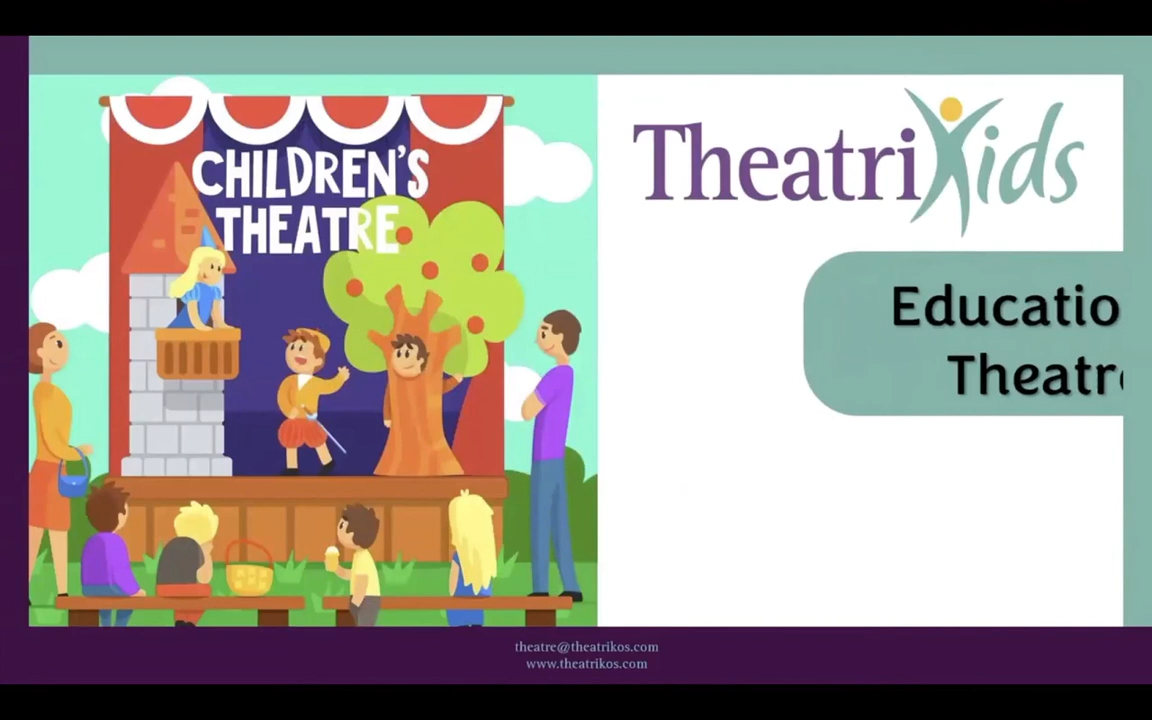 CHILDREN'S
THEATRE
TheatriKids
Educatio
Theatr
theatre@theatrikos.com
www.theatrikos.com